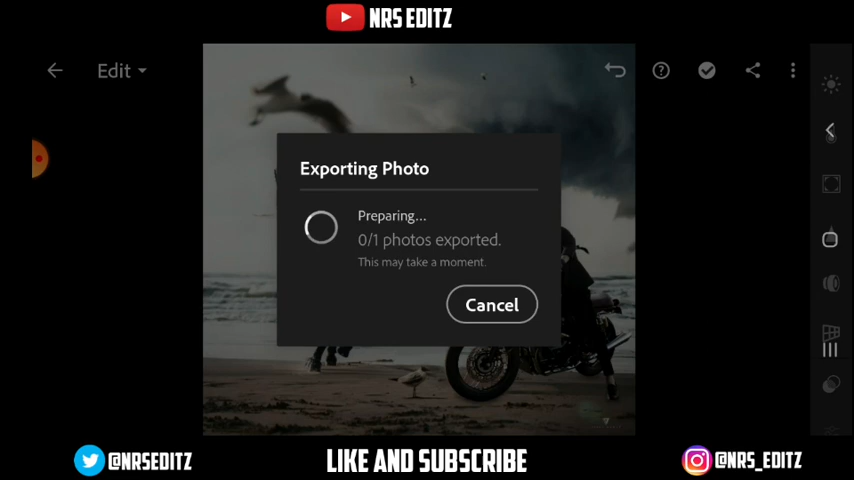 NRS EDITZ
Edit
Exporting Photo
Preparing...
0/1 photos exported.
This may take a moment.
Cancel
@NRSEDITZ
LIKE AND SUBSCRIBE
@NRS_EDITZ